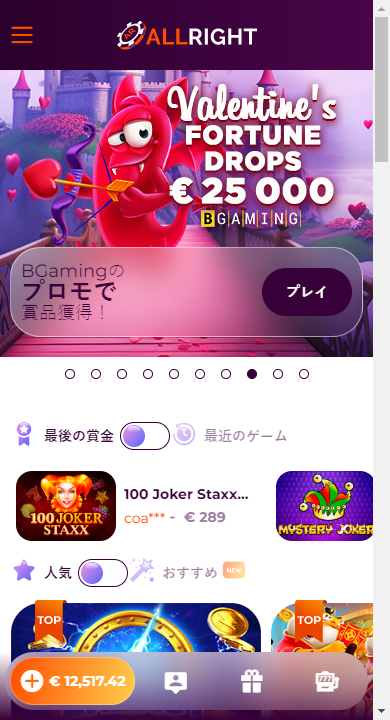 ALLRIGHT
Valentine's
FORTUNE
DROPS
€ 25 000
BGAMING
BGamingの
プロモで
賞品獲得！
プレイ
最後の賞金
最近のゲーム
100 JOKER
STAXX
100 Joker Staxx...
coa*** - € 289
MYSTERY JOKER
人気
おすすめ
NEW
TOP
TOP
€ 12,517.42
777